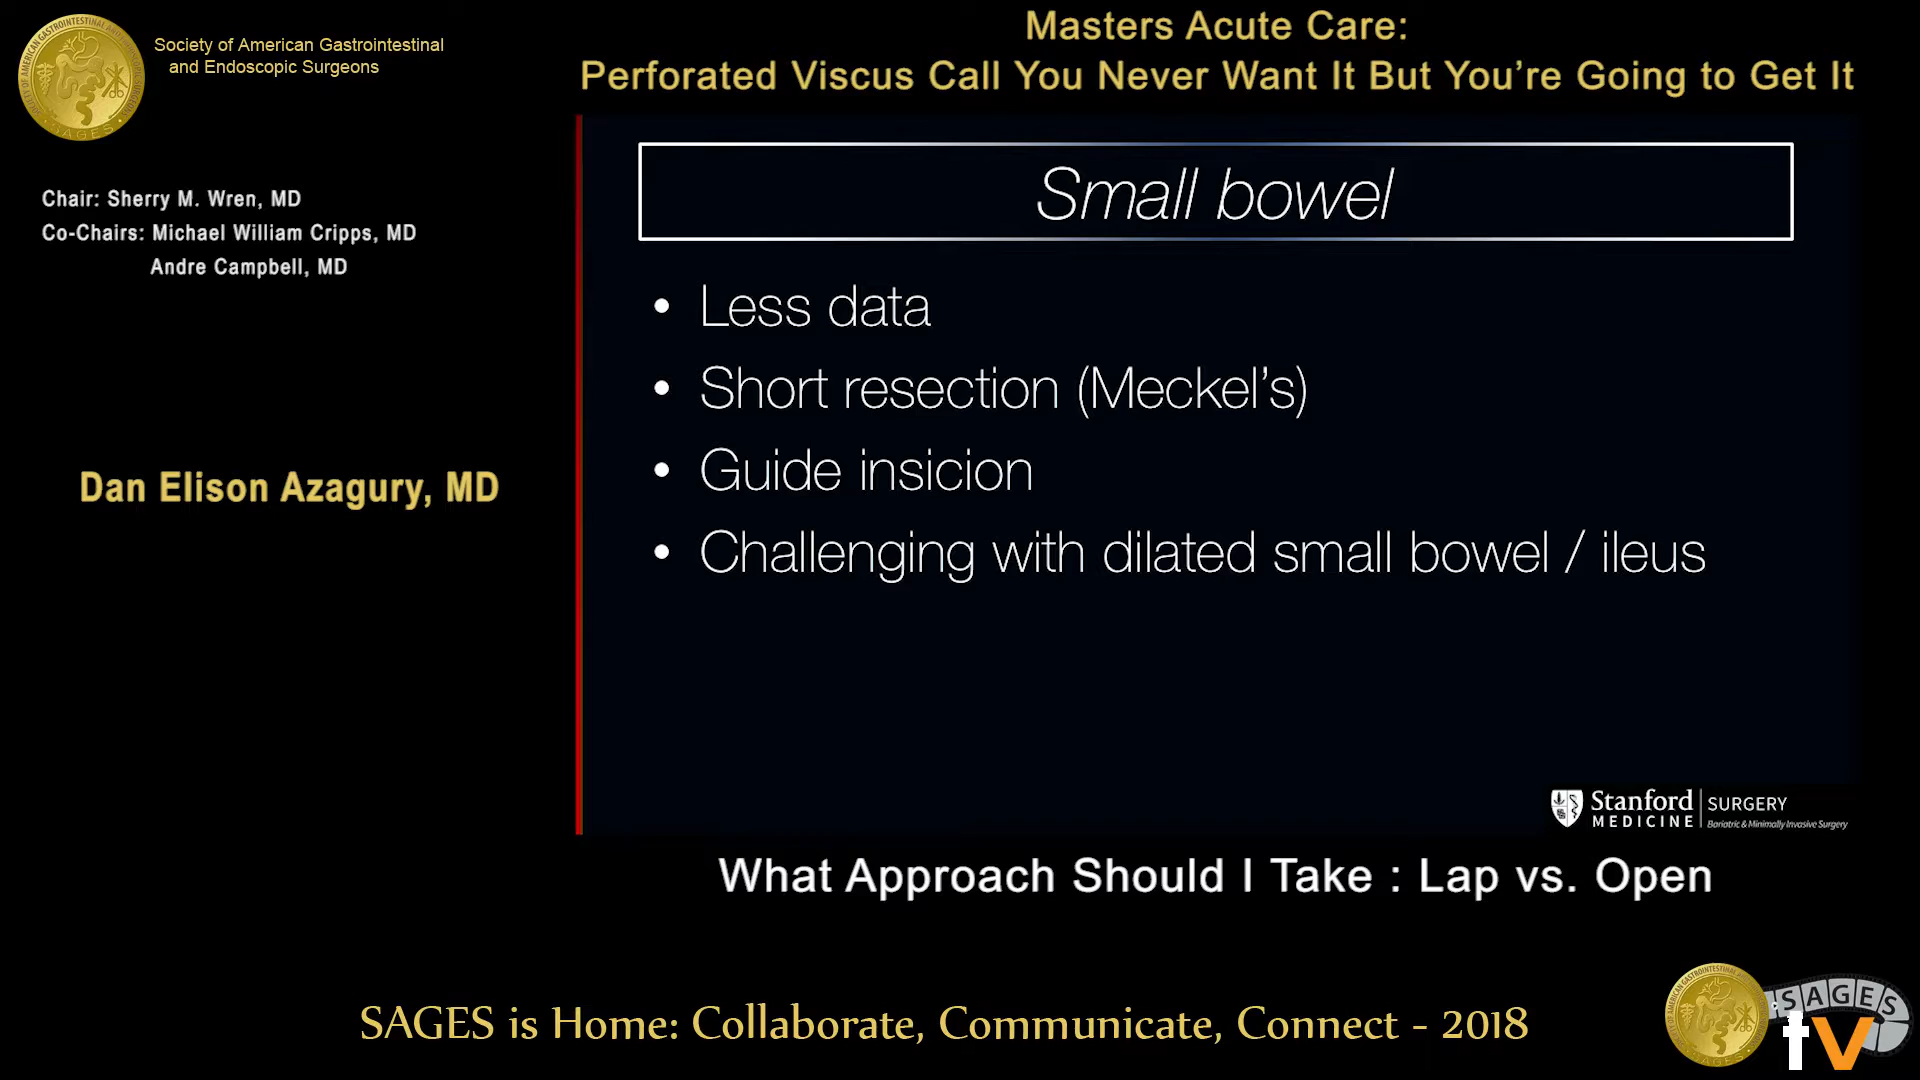 Society of American Gastrointestinal
and Endoscopic Surgeons
Masters Acute Care:
Perforated Viscus Call You Never Want It But You’re Going to Get It
Chair: Sherry M. Wren, MD
Co-Chairs: Michael William Cripps, MD
Andre Campbell, MD
Dan Elison Azagury, MD
Small bowel
• Less data
• Short resection (Meckel’s)
• Guide insicion
• Challenging with dilated small bowel / ileus
Stanford MEDICINE | SURGERY
Bariatric & Minimally Invasive Surgery
What Approach Should I Take : Lap vs. Open
SAGES is Home: Collaborate, Communicate, Connect - 2018
SAGES
tv